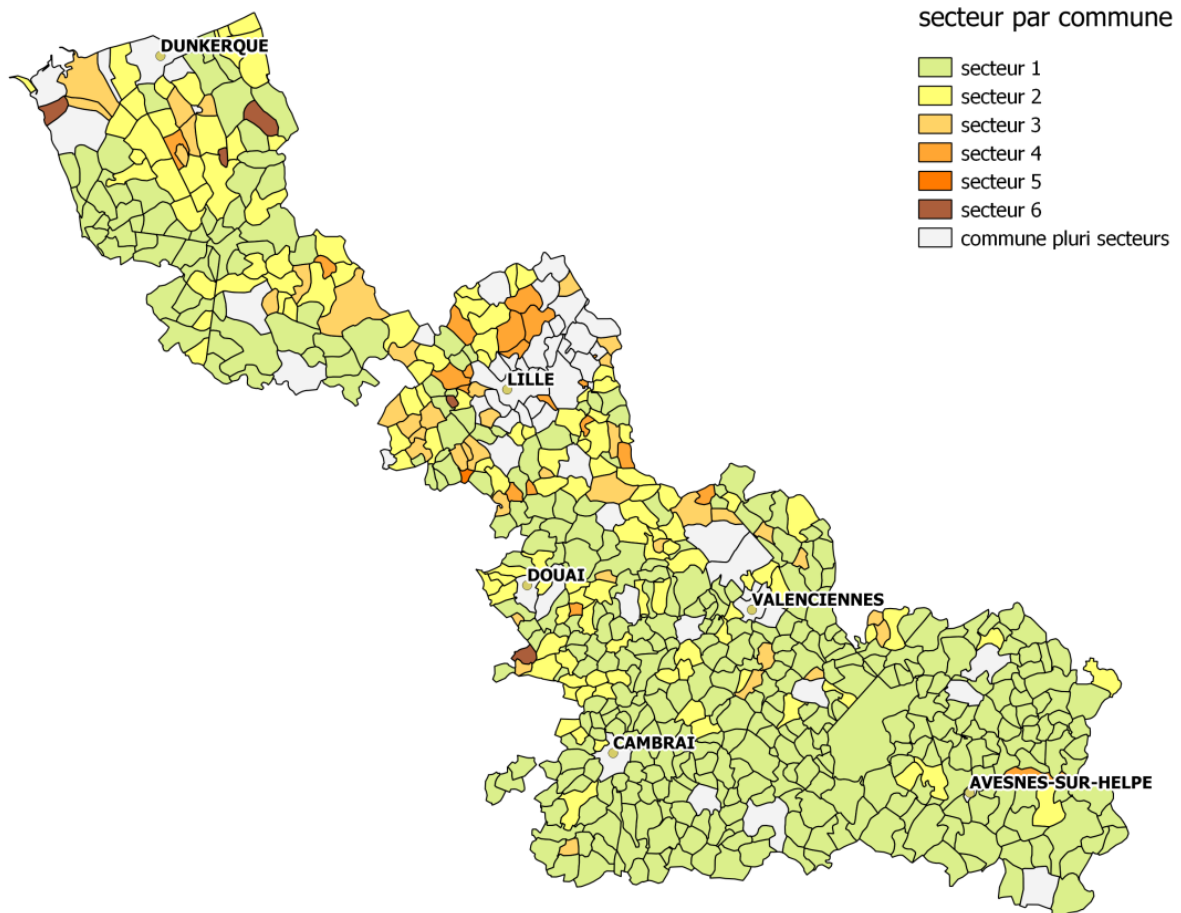 secteur par commune
secteur 1
secteur 2
secteur 3
secteur 4
secteur 5
secteur 6
commune pluri secteurs
DUNKERQUE
LILLE
DOUAI
VALENCIENNES
CAMBRAI
AVESNES-SUR-HELPE